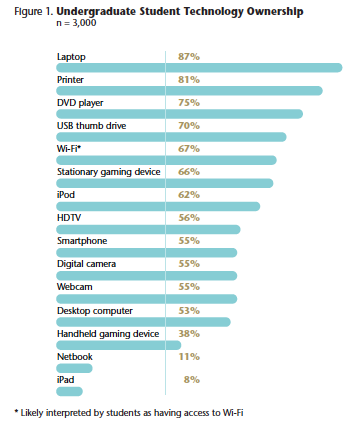 Figure 1. Undergraduate Student Technology Ownership
n = 3,000
Laptop 87%
Printer 81%
DVD player 75%
USB thumb drive 70%
Wi-Fi* 67%
Stationary gaming device 66%
iPod 62%
HDTV 56%
Smartphone 55%
Digital camera 55%
Webcam 55%
Desktop computer 53%
Handheld gaming device 38%
Netbook 11%
iPad 8%
* Likely interpreted by students as having access to Wi-Fi